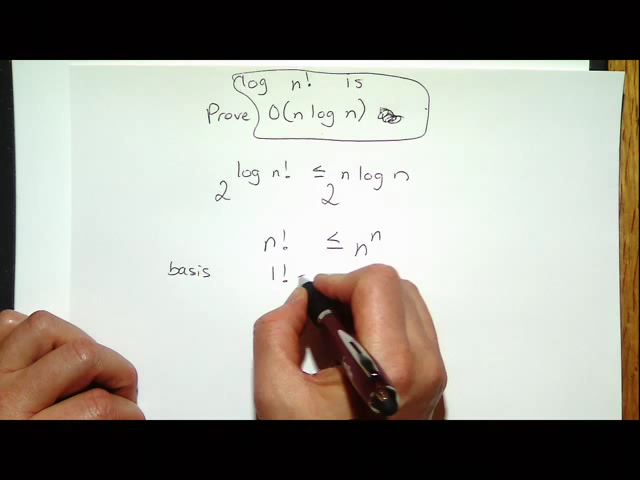 log n! is
Prove O(n log n)
2^{log n!} ≤ 2^{n log n}
n! ≤ n^n
basis 1!